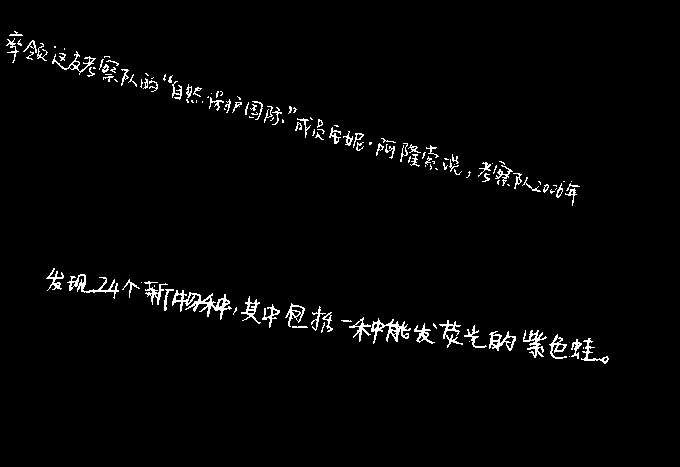 率领这支考察队的“自然保护国际”成员安妮·阿隆索说，考察队2006年
发现24个新物种，其中包括一种能发荧光的紫色蛙。